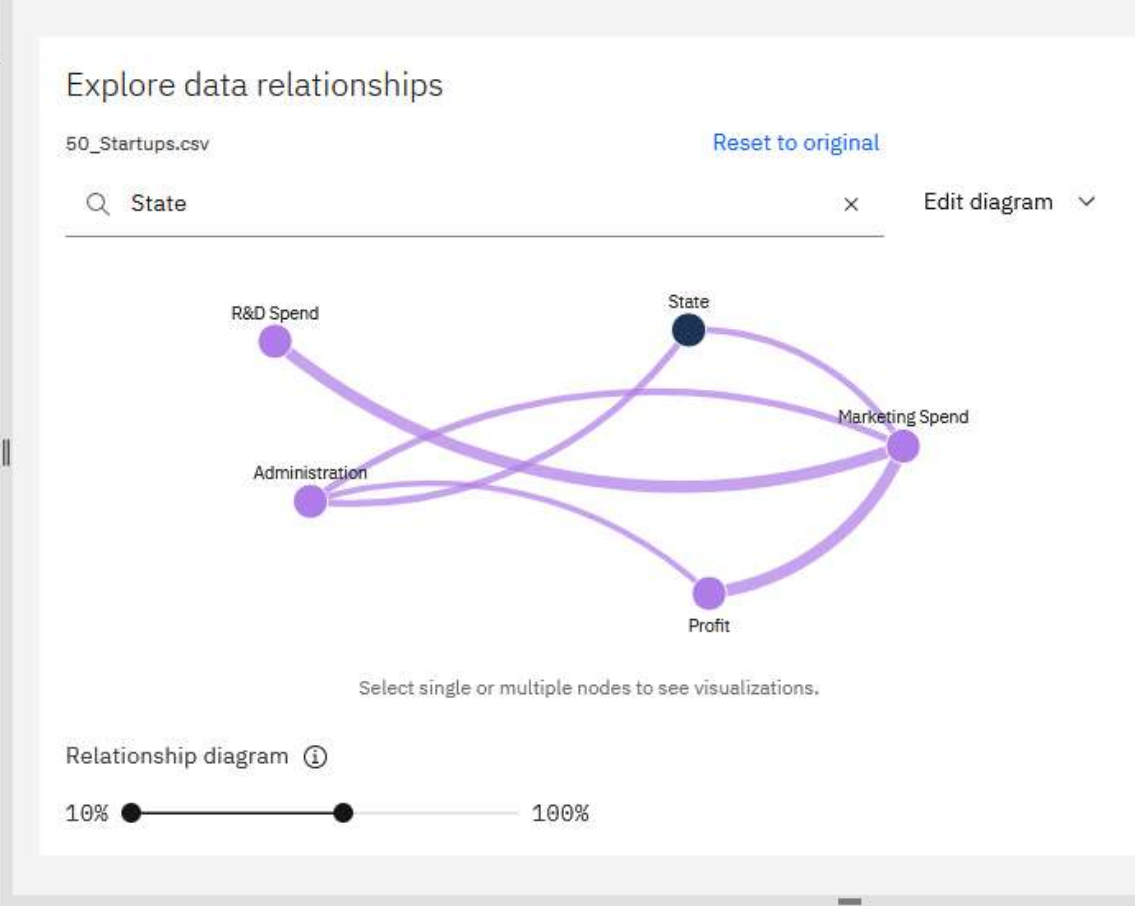 Explore data relationships
50_Startups.csv
Reset to original
State
Edit diagram
R&D Spend
State
Marketing Spend
Administration
Profit
Select single or multiple nodes to see visualizations.
Relationship diagram
10%
100%